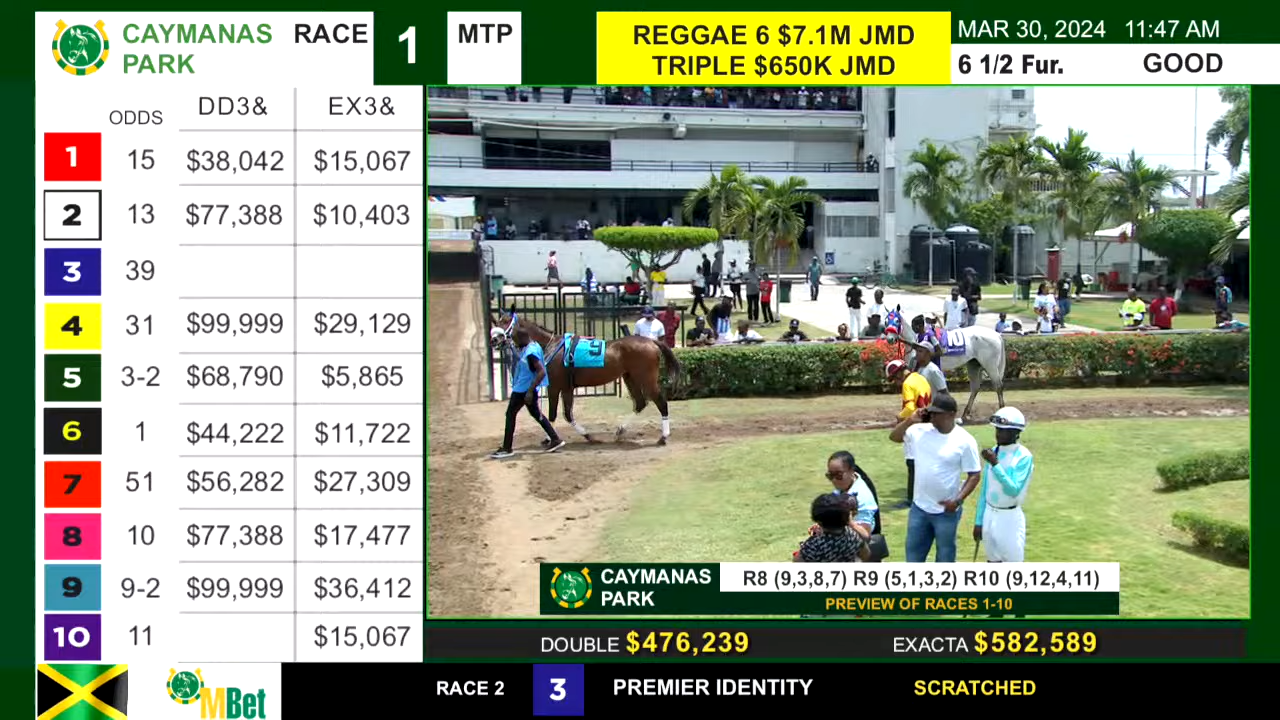 CAYMANAS PARK
RACE 1
MTP
REGGAE 6 $7.1M JMD
TRIPLE $650K JMD
MAR 30, 2024 11:47 AM
6 1/2 Fur. GOOD
ODDS DD3& EX3&
1 15 $38,042 $15,067
2 13 $77,388 $10,403
3 39
4 31 $99,999 $29,129
5 3-2 $68,790 $5,865
6 1 $44,222 $11,722
7 51 $56,282 $27,309
8 10 $77,388 $17,477
9 9-2 $99,999 $36,412
10 11 $15,067
9
10
CAYMANAS PARK
R8 (9,3,8,7) R9 (5,1,3,2) R10 (9,12,4,11)
PREVIEW OF RACES 1-10
DOUBLE $476,239 EXACTA $582,589
MBet
RACE 2 3 PREMIER IDENTITY SCRATCHED